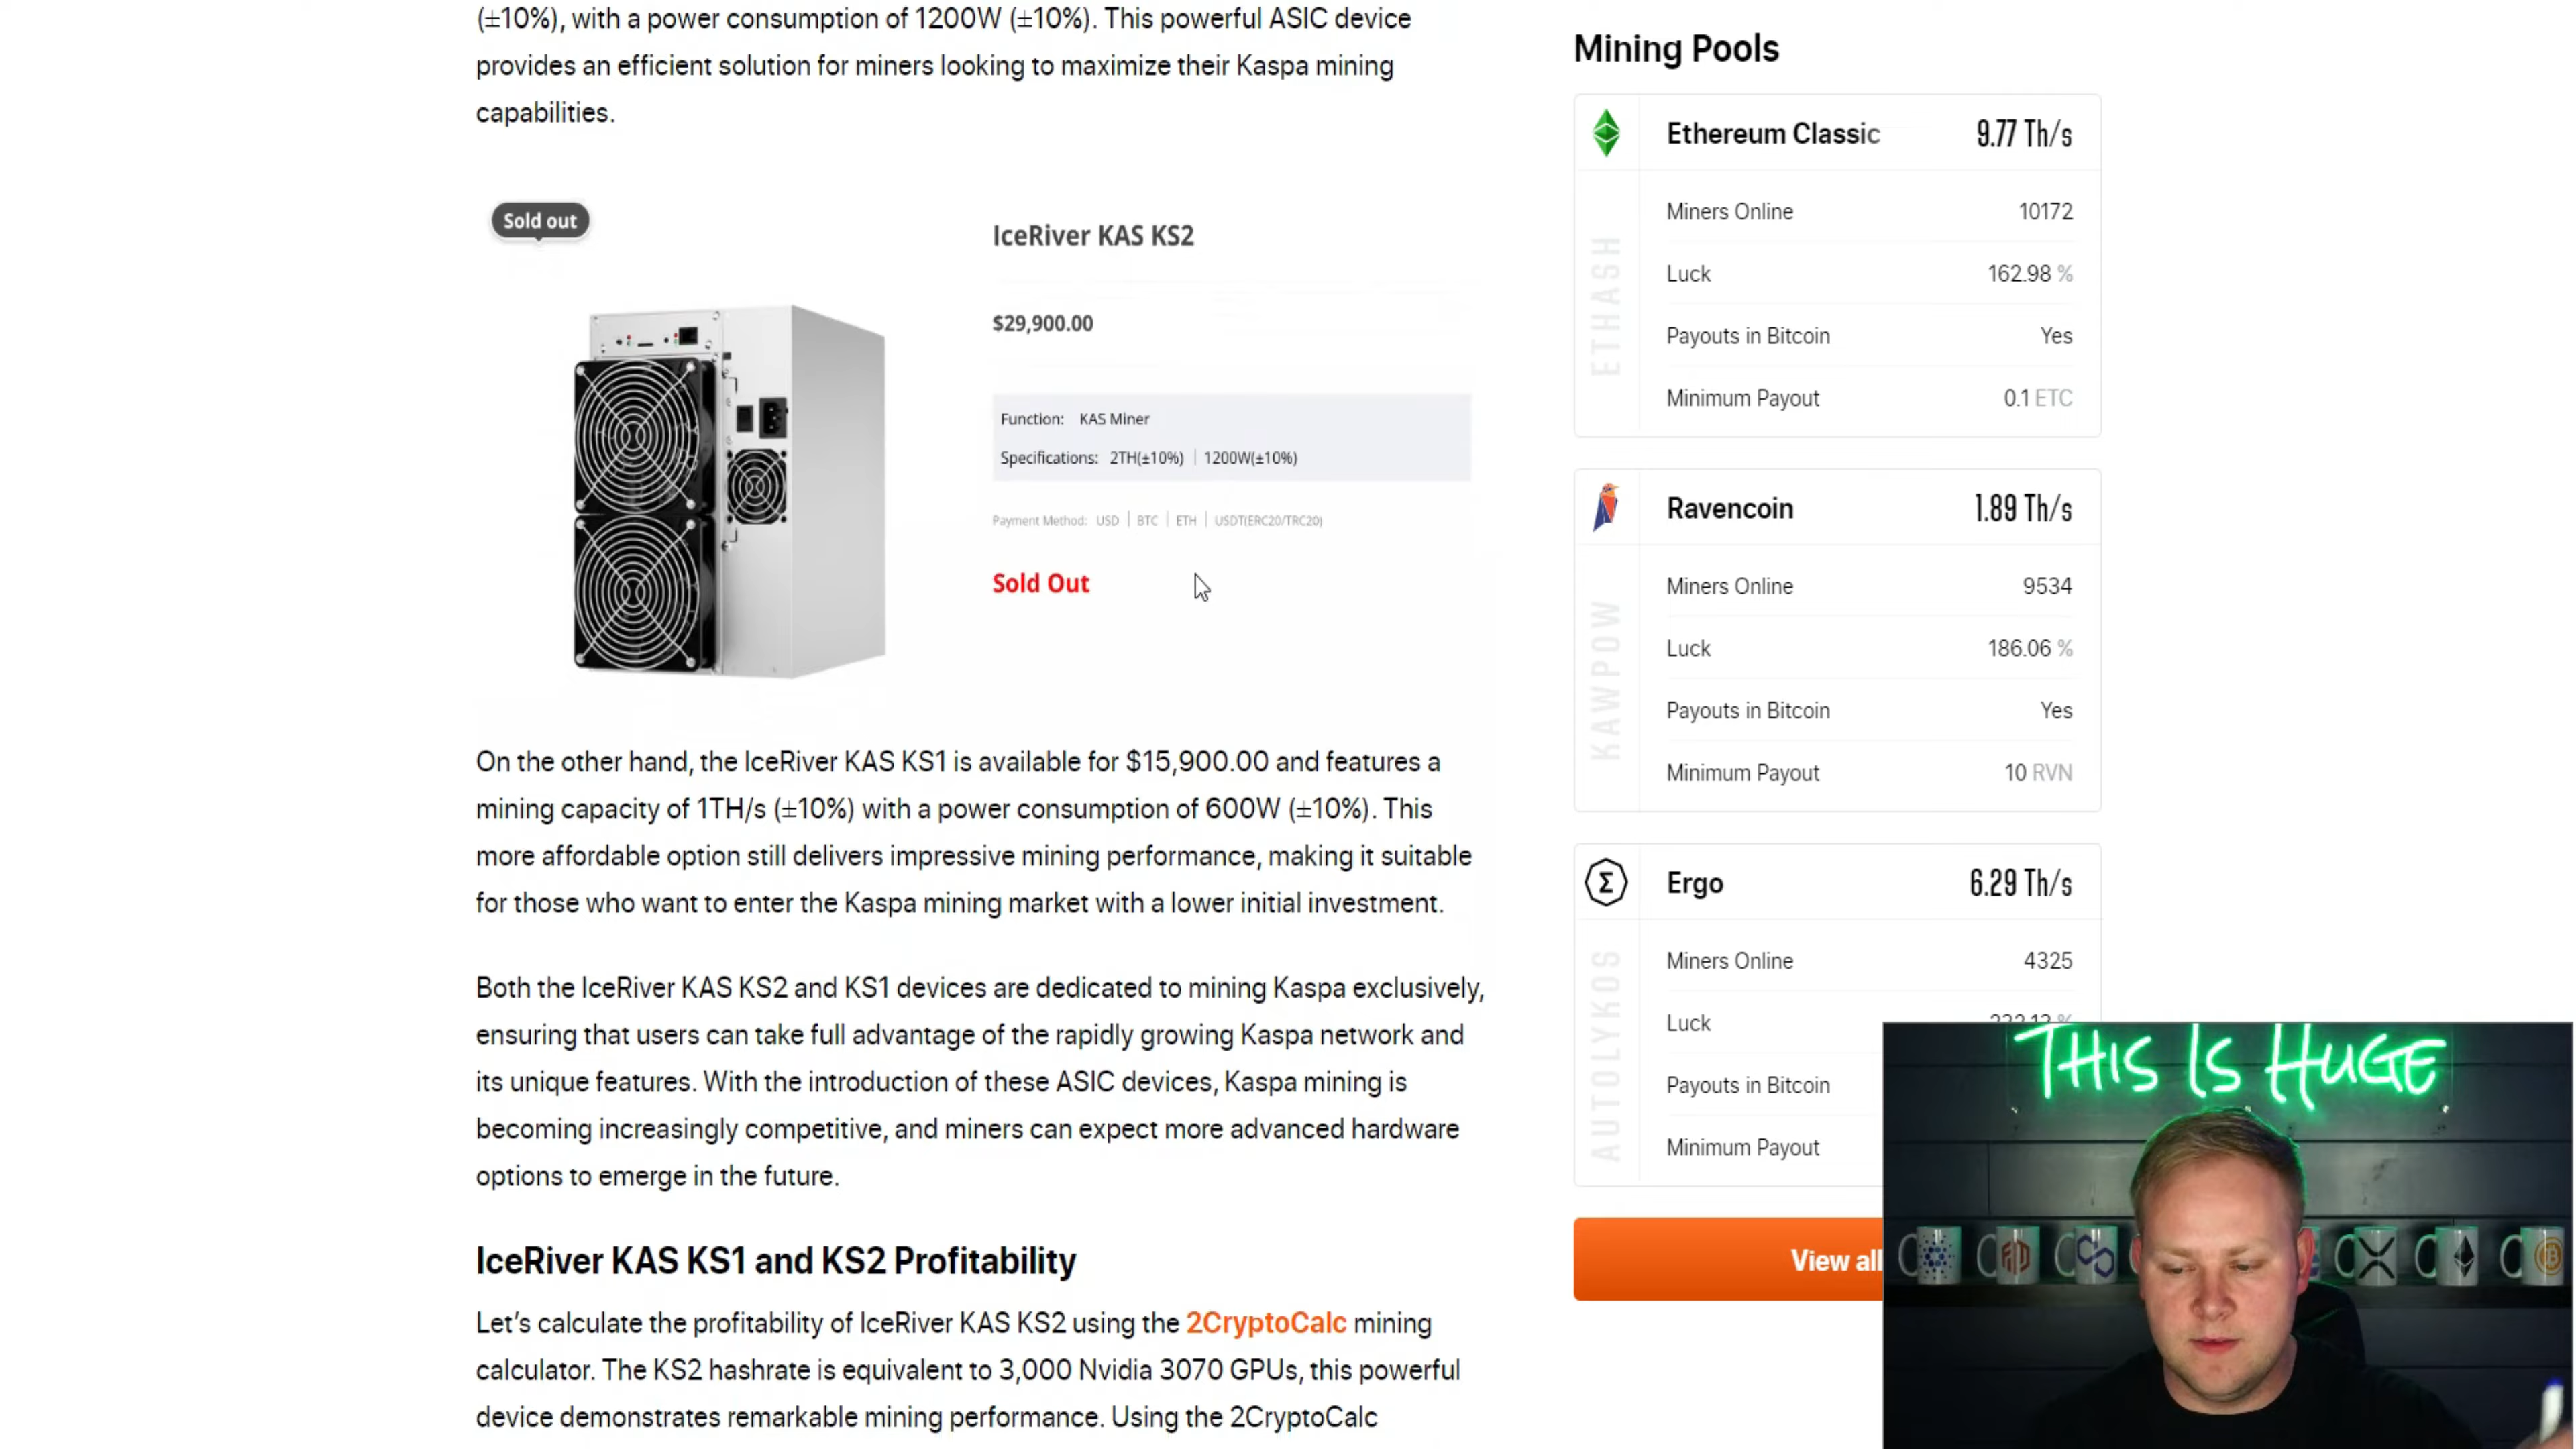 (±10%), with a power consumption of 1200W (±10%). This powerful ASIC device
provides an efficient solution for miners looking to maximize their Kaspa mining
capabilities.
Sold out
IceRiver KAS KS2
$29,900.00
Function: KAS Miner
Specifications: 2TH(±10%) | 1200W(±10%)
Payment Method: USD | BTC | ETH | USDT(ERC20/TRC20)
Sold Out
On the other hand, the IceRiver KAS KS1 is available for $15,900.00 and features a
mining capacity of 1TH/s (±10%) with a power consumption of 600W (±10%). This
more affordable option still delivers impressive mining performance, making it suitable
for those who want to enter the Kaspa mining market with a lower initial investment.
Both the IceRiver KAS KS2 and KS1 devices are dedicated to mining Kaspa exclusively,
ensuring that users can take full advantage of the rapidly growing Kaspa network and
its unique features. With the introduction of these ASIC devices, Kaspa mining is
becoming increasingly competitive, and miners can expect more advanced hardware
options to emerge in the future.
IceRiver KAS KS1 and KS2 Profitability
Let's calculate the profitability of IceRiver KAS KS2 using the 2CryptoCalc mining
calculator. The KS2 hashrate is equivalent to 3,000 Nvidia 3070 GPUs, this powerful
device demonstrates remarkable mining performance. Using the 2CryptoCalc
Mining Pools
Ethereum Classic 9.77 Th/s
ETHASH
Miners Online 10172
Luck 162.98 %
Payouts in Bitcoin Yes
Minimum Payout 0.1 ETC
Ravencoin 1.89 Th/s
KAWPOW
Miners Online 9534
Luck 186.06 %
Payouts in Bitcoin Yes
Minimum Payout 10 RVN
Ergo 6.29 Th/s
AUTOLYKOS
Miners Online 4325
Luck
Payouts in Bitcoin
Minimum Payout
View all
THIS IS HUGE